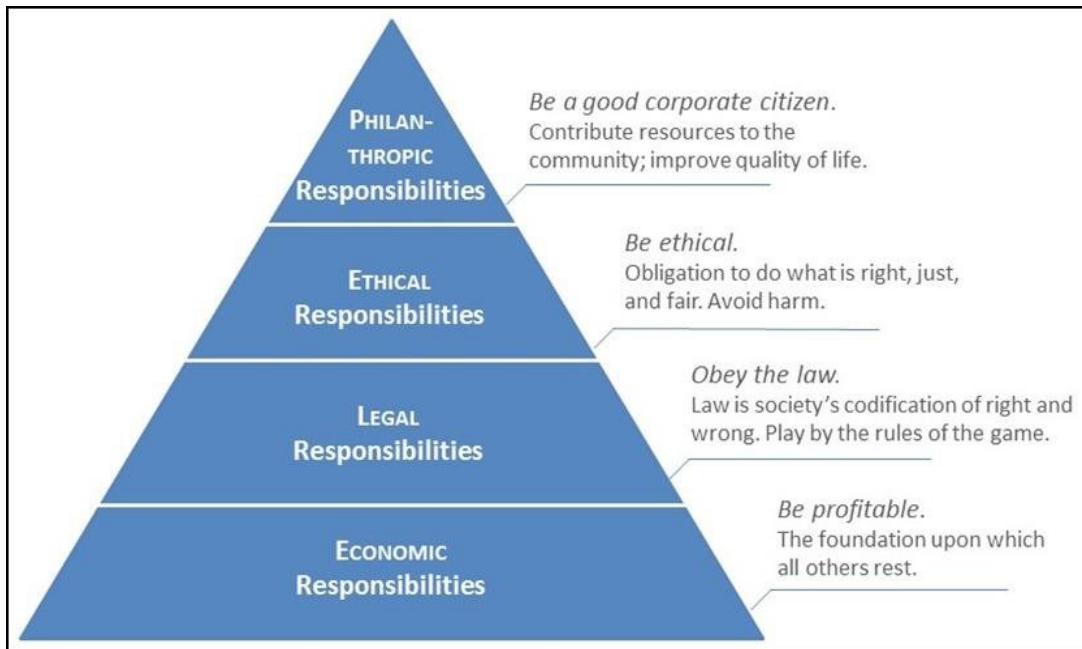 PHILAN-
THROPIC
Responsibilities
Be a good corporate citizen.
Contribute resources to the
community; improve quality of life.
ETHICAL
Responsibilities
Be ethical.
Obligation to do what is right, just,
and fair. Avoid harm.
LEGAL
Responsibilities
Obey the law.
Law is society's codification of right and
wrong. Play by the rules of the game.
ECONOMIC
Responsibilities
Be profitable.
The foundation upon which
all others rest.